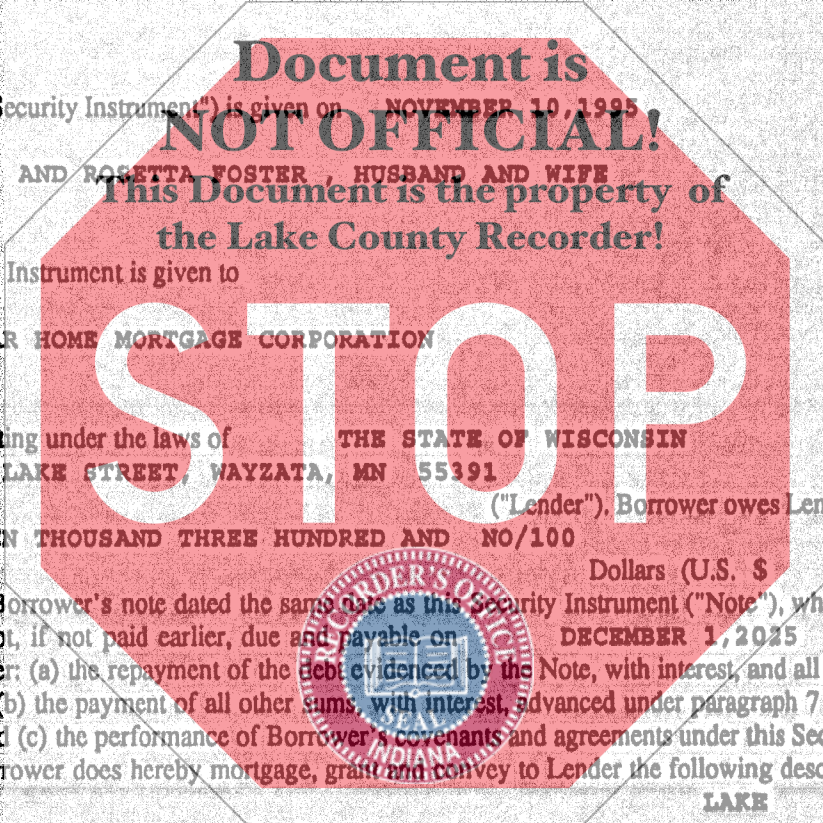 Document is
ecurity Instrument") is given on NOVEMBER 10,1995
NOT OFFICIAL!
AND ROSETTA FOSTER , HUSBAND AND WIFE
This Document is the property of
the Lake County Recorder!
Instrument is given to
R HOME MORTGAGE CORPORATION
STOP
ng under the laws of THE STATE OF WISCONSIN
LAKE STREET, WAYZATA, MN 55391
("Lender"). Borrower owes Len
N THOUSAND THREE HUNDRED AND NO/100
Dollars (U.S. $
orrower's note dated the same date as this Security Instrument ("Note"), wh
t, if not paid earlier, due and payable on DECEMBER 1,2025
r: (a) the repayment of the debt evidenced by the Note, with interest, and all
b) the payment of all other sums, with interest, advanced under paragraph 7
(c) the performance of Borrower's covenants and agreements under this Sec
rower does hereby mortgage, grant and convey to Lender the following desc
LAKE
RECORDER'S OFFICE
SEAL
INDIANA